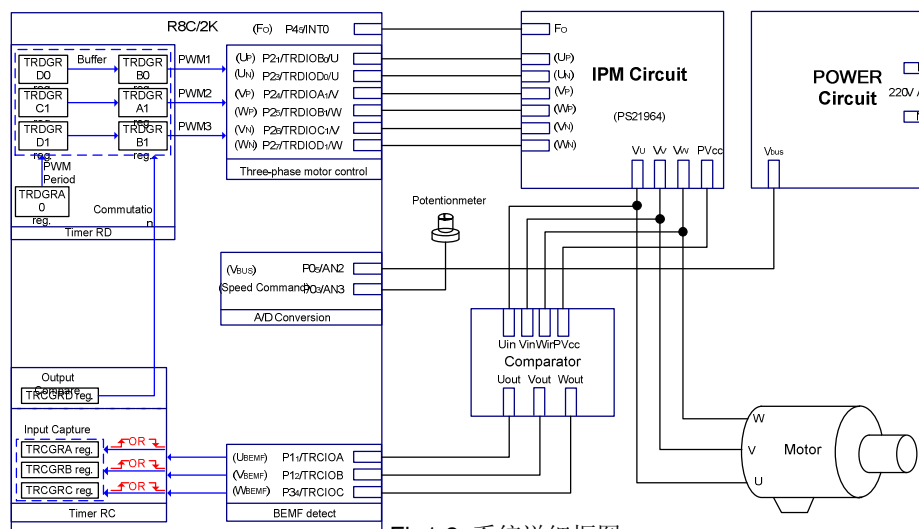 R8C/2K
(FO) P45/INT0
FO
TRDGR
D0
reg.
Buffer
TRDGR
B0
reg.
PWM1
TRDGR
C1
reg.
TRDGR
A1
reg.
PWM2
TRDGR
D1
reg.
TRDGR
B1
reg.
PWM3
PWM
Period
TRDGRA
0
reg.
Commutatio
n
Timer RD
(UP) P21/TRDIOB0/U
(UN) P23/TRDIOD0/U
(VP) P24/TRDIOA1/V
(WP) P25/TRDIOB1/W
(VN) P26/TRDIOC1/V
(WN) P27/TRDIOD1/W
Three-phase motor control
(UP)
(UN)
(VP)
(WP)
(VN)
(WN)
IPM Circuit
(PS21964)
VU VV VW PVcc
POWER
Circuit
220V
Vbus
Potentionmeter
(VBUS) P05/AN2
(Speed Command) P03/AN3
A/D Conversion
Uin Vin Win PVcc
Comparator
Uout Vout Wout
Output
Compare
TRCGRD reg.
Input Capture
TRCGRA reg.
OR
TRCGRB reg.
OR
TRCGRC reg.
OR
Timer RC
(UBEMF) P11/TRCIOA
(VBEMF) P12/TRCIOB
(WBEMF) P34/TRCIOC
BEMF detect
W
V
U
Motor